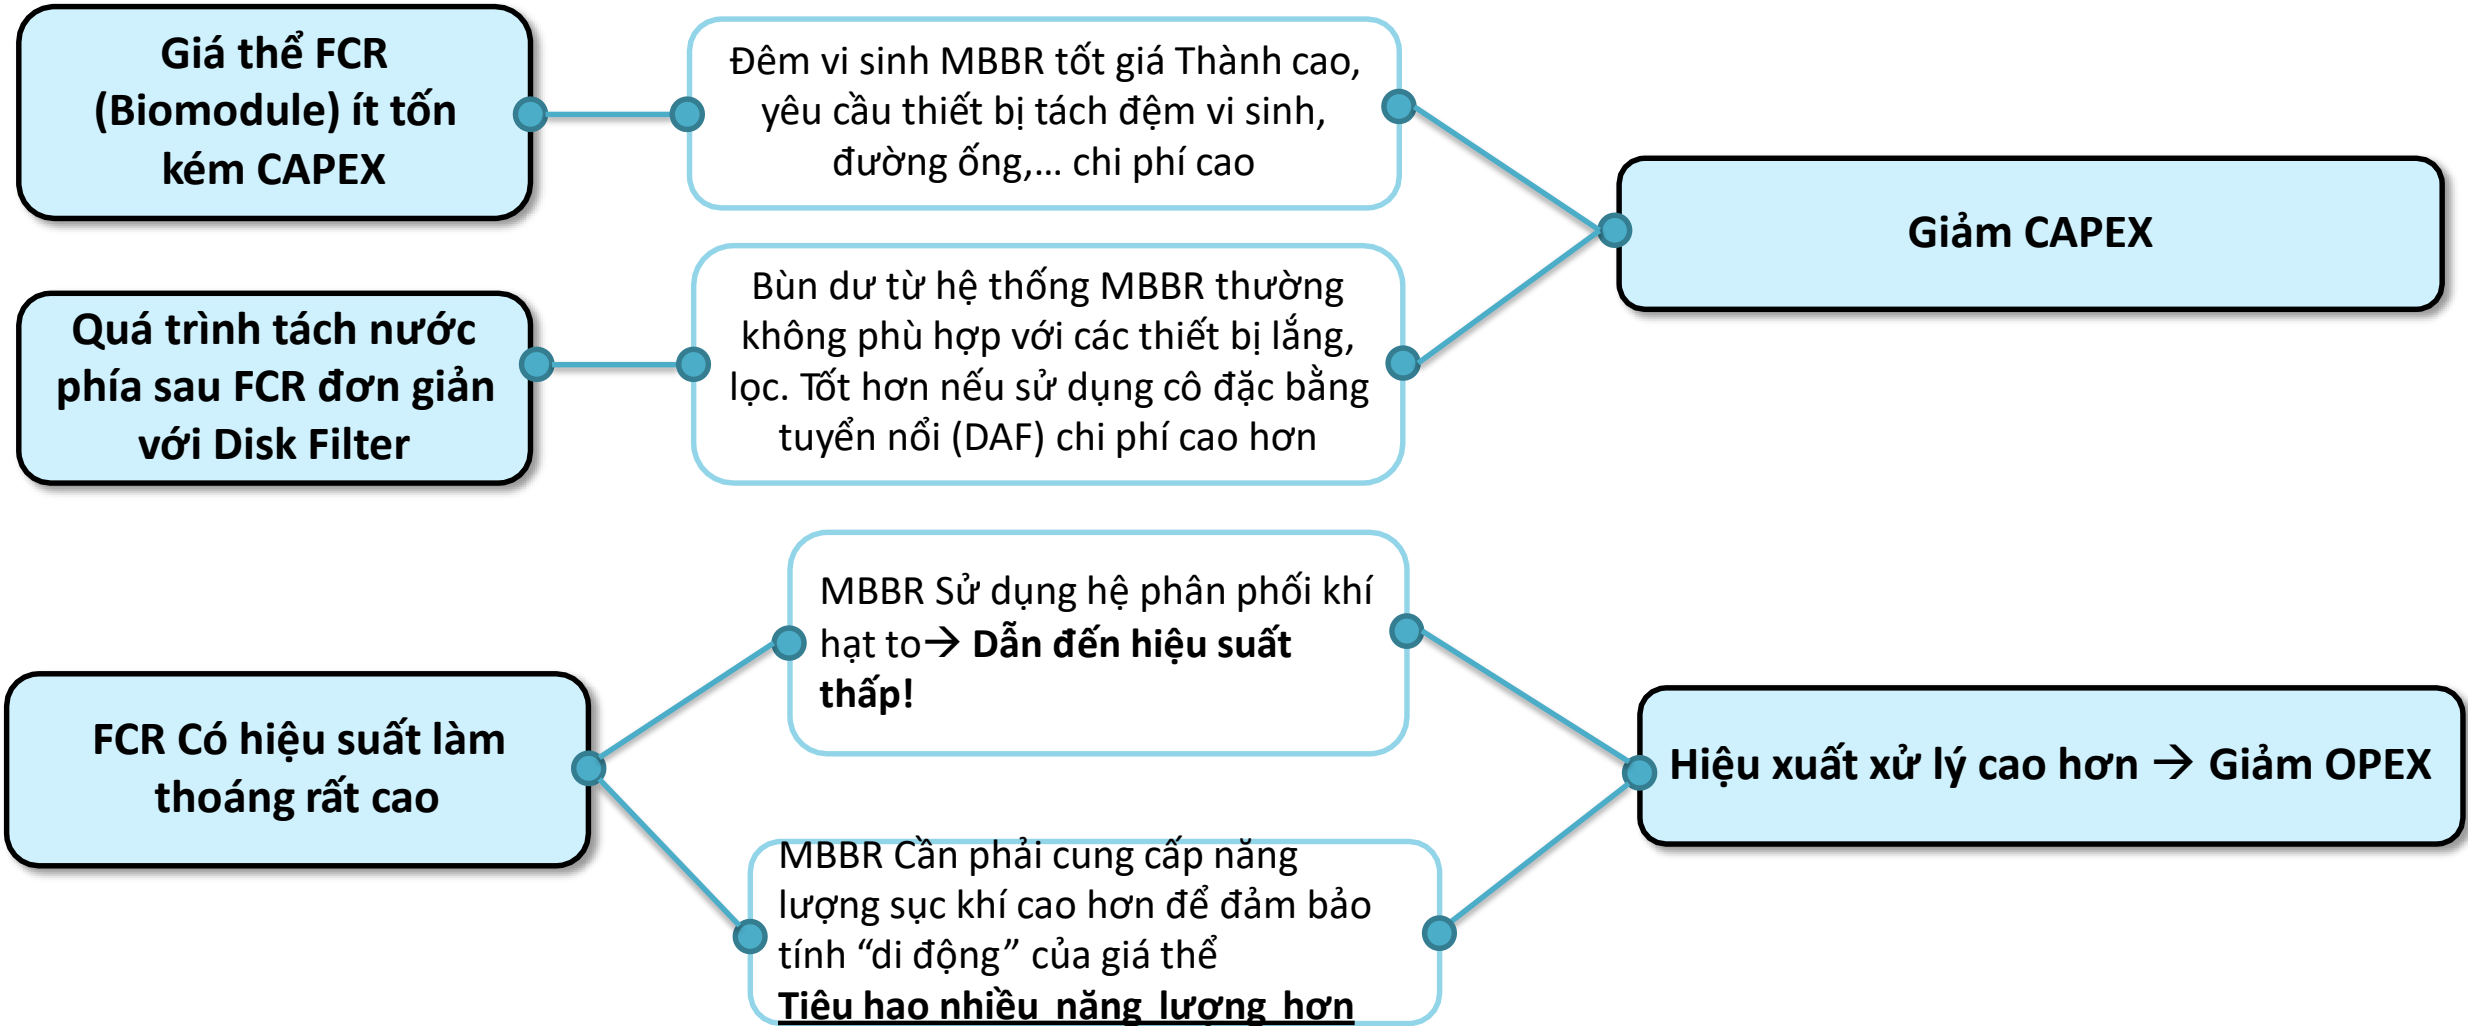 Giá thể FCR
(Biomodule) ít tốn
kém CAPEX
Đêm vi sinh MBBR tốt giá Thành cao,
yêu cầu thiết bị tách đệm vi sinh,
đường ống,... chi phí cao
Giảm CAPEX
Quá trình tách nước
phía sau FCR đơn giản
với Disk Filter
Bùn dư từ hệ thống MBBR thường
không phù hợp với các thiết bị lắng,
lọc. Tốt hơn nếu sử dụng cô đặc bằng
tuyển nổi (DAF) chi phí cao hơn
FCR Có hiệu suất làm
thoáng rất cao
MBBR Sử dụng hệ phân phối khí
hạt to→ Dẫn đến hiệu suất
thấp!
Hiệu xuất xử lý cao hơn → Giảm OPEX
MBBR Cần phải cung cấp năng
lượng sục khí cao hơn để đảm bảo
tính “di động” của giá thể
Tiêu hao nhiều năng lượng hơn